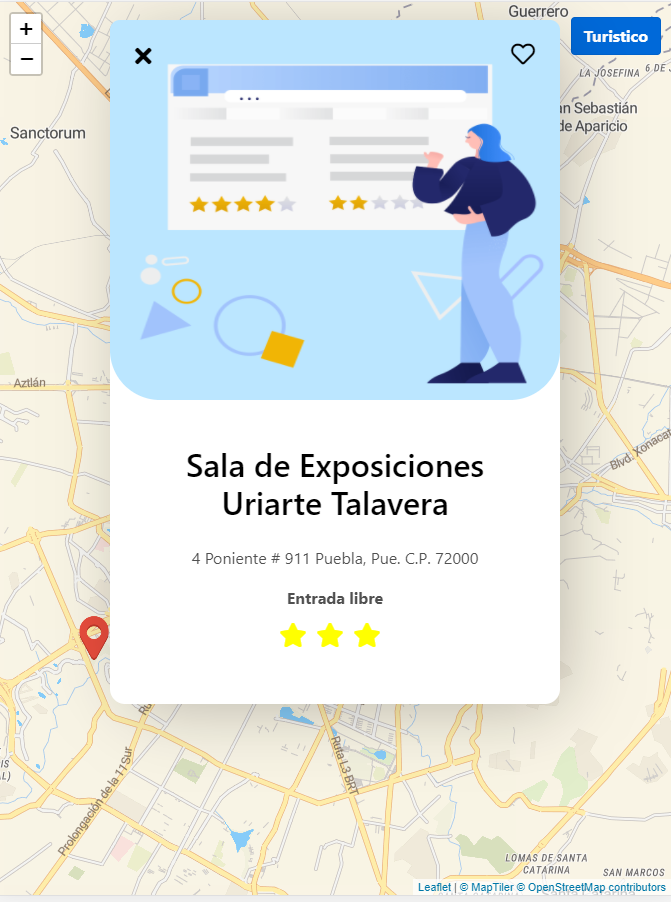 +
−
Guerrero
Turistico
LA JOSEFINA
6 DE J
an Sebastián
de Aparicio
Sanctorum
Aztlán
Blvd. Xonacat
Sala de Exposiciones
Uriarte Talavera
4 Poniente # 911 Puebla, Pue. C.P. 72000
Entrada libre
Ruta L3 BRT
Prolongación de la 11 Sur
LOMAS DE SANTA
CATARINA
SAN MARCOS
Leaflet | © MapTiler © OpenStreetMap contributors